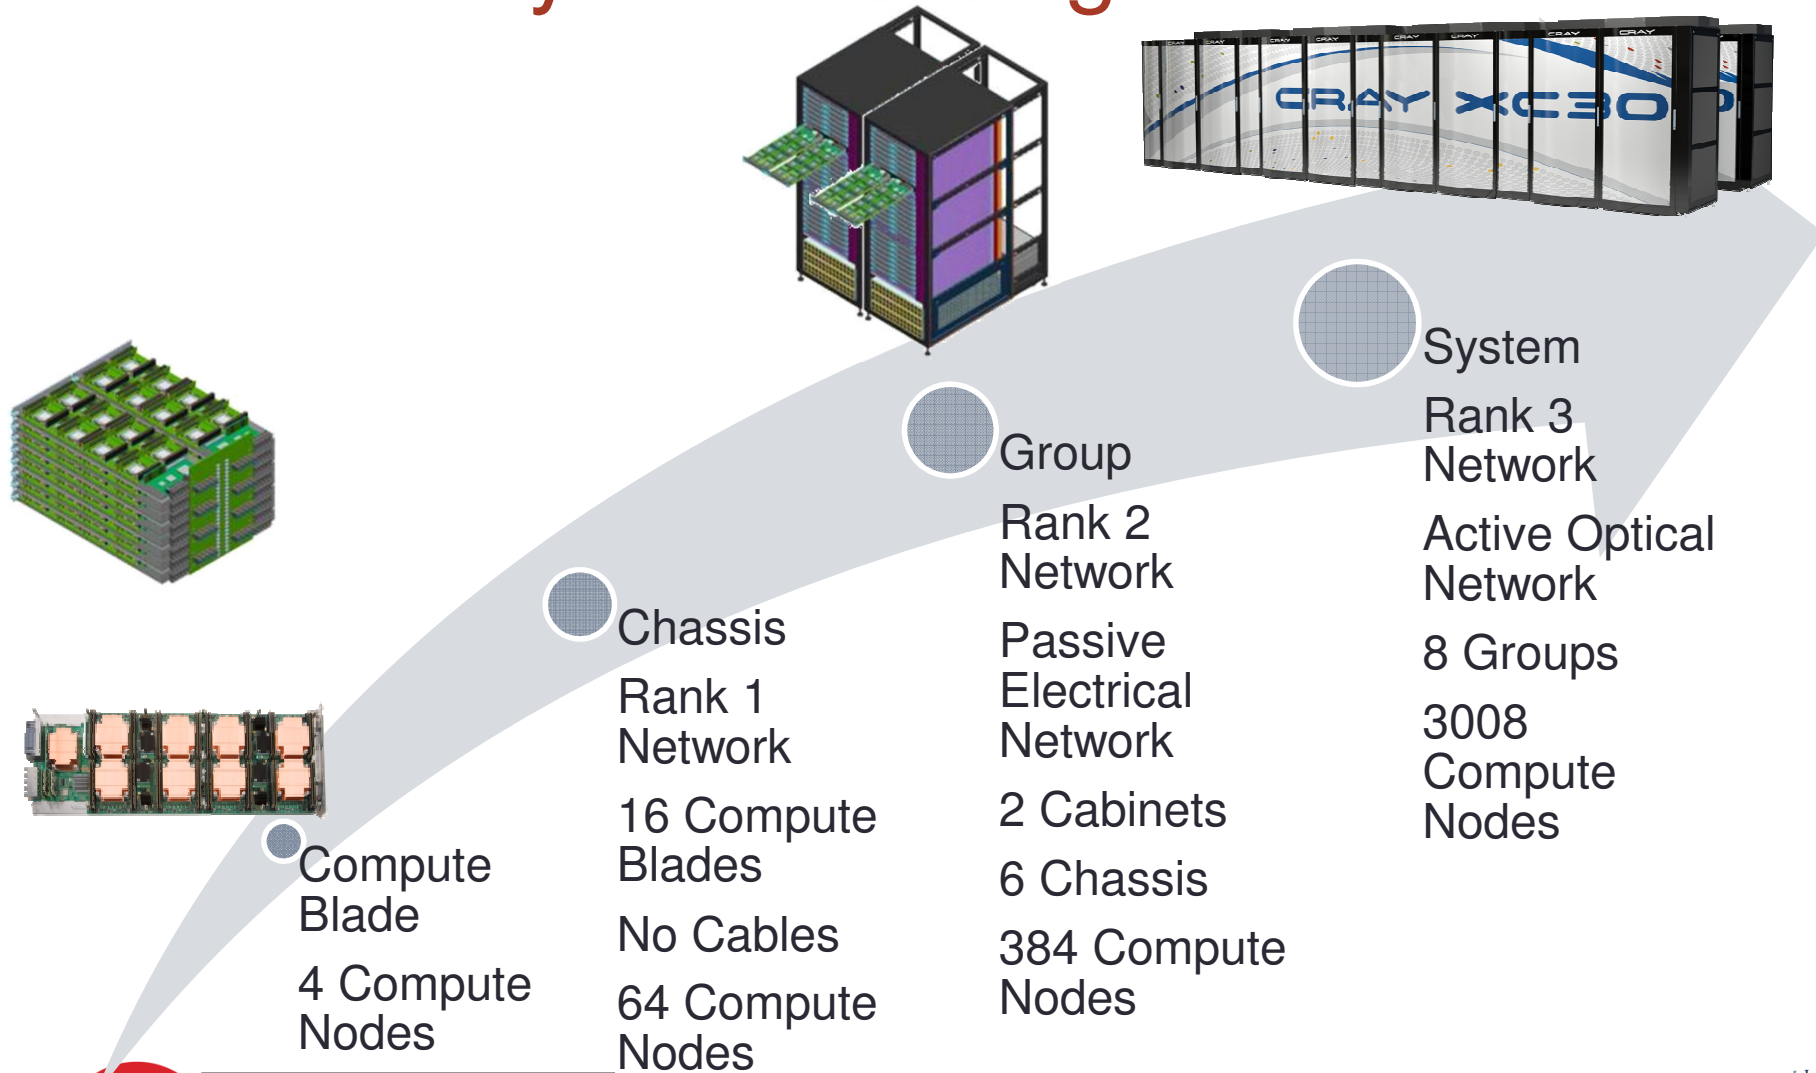 CRAY XC30
System
Rank 3
Network
Active Optical
Network
8 Groups
3008
Compute
Nodes
Group
Rank 2
Network
Passive
Electrical
Network
2 Cabinets
6 Chassis
384 Compute
Nodes
Chassis
Rank 1
Network
16 Compute
Blades
No Cables
64 Compute
Nodes
Compute
Blade
4 Compute
Nodes